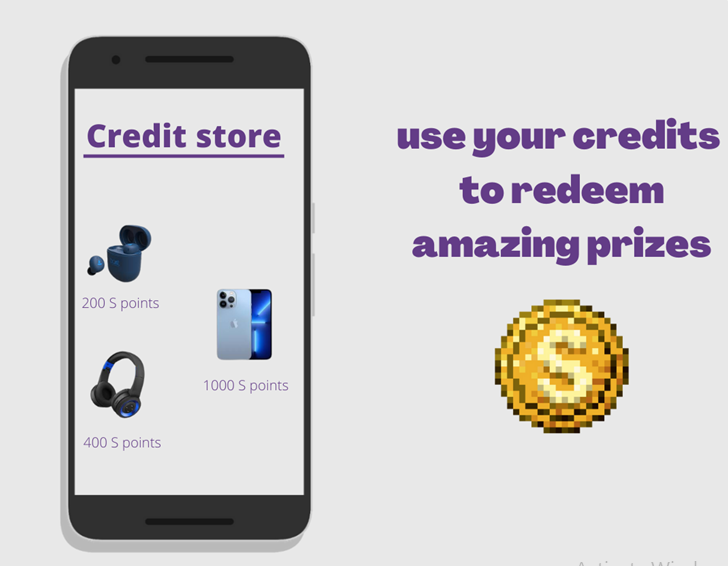 Credit store
200 S points
1000 S points
400 S points
use your credits
to redeem
amazing prizes
S